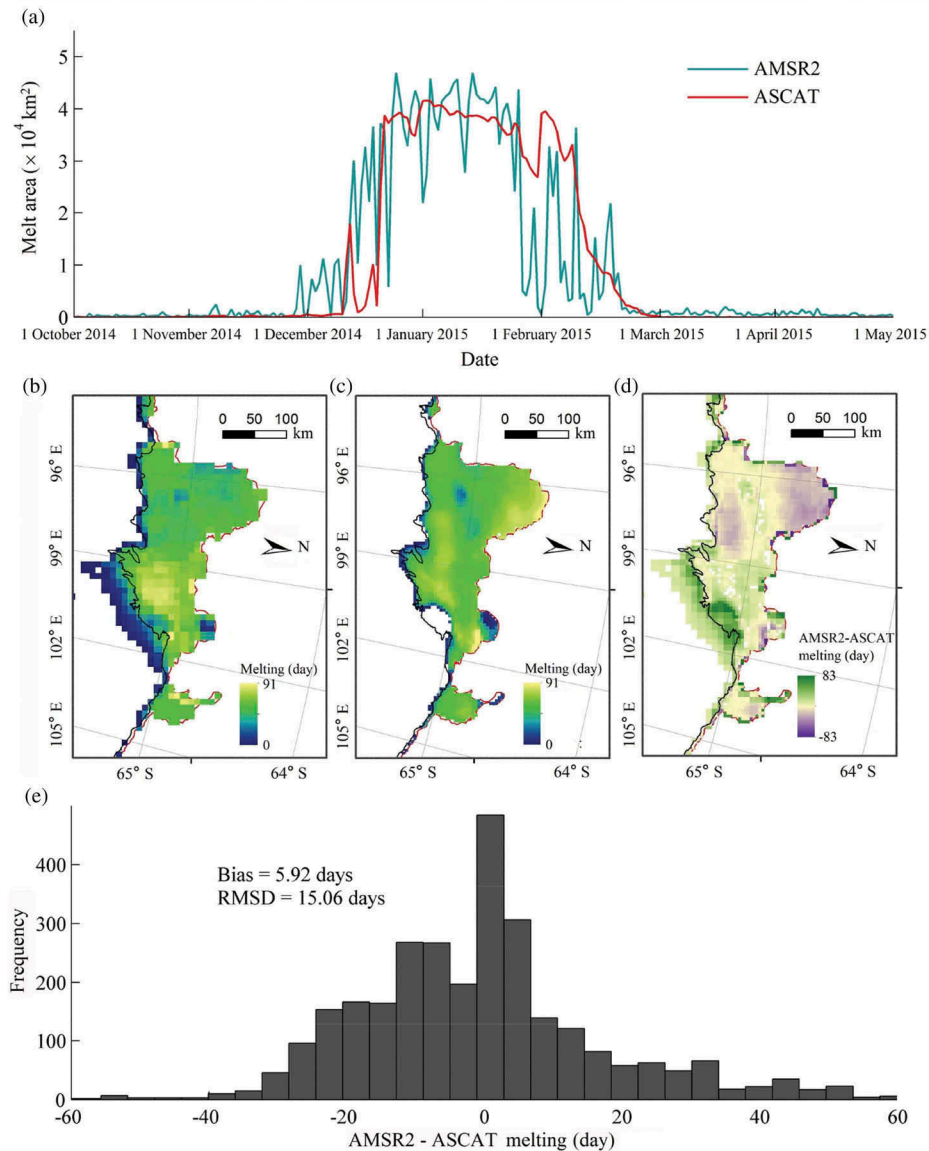 (a)
5
4
3
2
1
0
Melt area (× 10⁴ km²)
AMSR2
ASCAT
1 October 2014
1 November 2014
1 December 2014
1 January 2015
1 February 2015
1 March 2015
1 April 2015
1 May 2015
Date
(b)
0 50 100
km
96° E
99° E
102° E
105° E
N
Melting (day)
91
0
65° S
64° S
(c)
0 50 100
km
96° E
99° E
102° E
105° E
N
Melting (day)
91
0
65° S
64° S
(d)
0 50 100
km
96° E
99° E
102° E
105° E
N
AMSR2-ASCAT
melting (day)
83
-83
65° S
64° S
(e)
Bias = 5.92 days
RMSD = 15.06 days
Frequency
400
300
200
100
0
-60
-40
-20
0
20
40
60
AMSR2 - ASCAT melting (day)